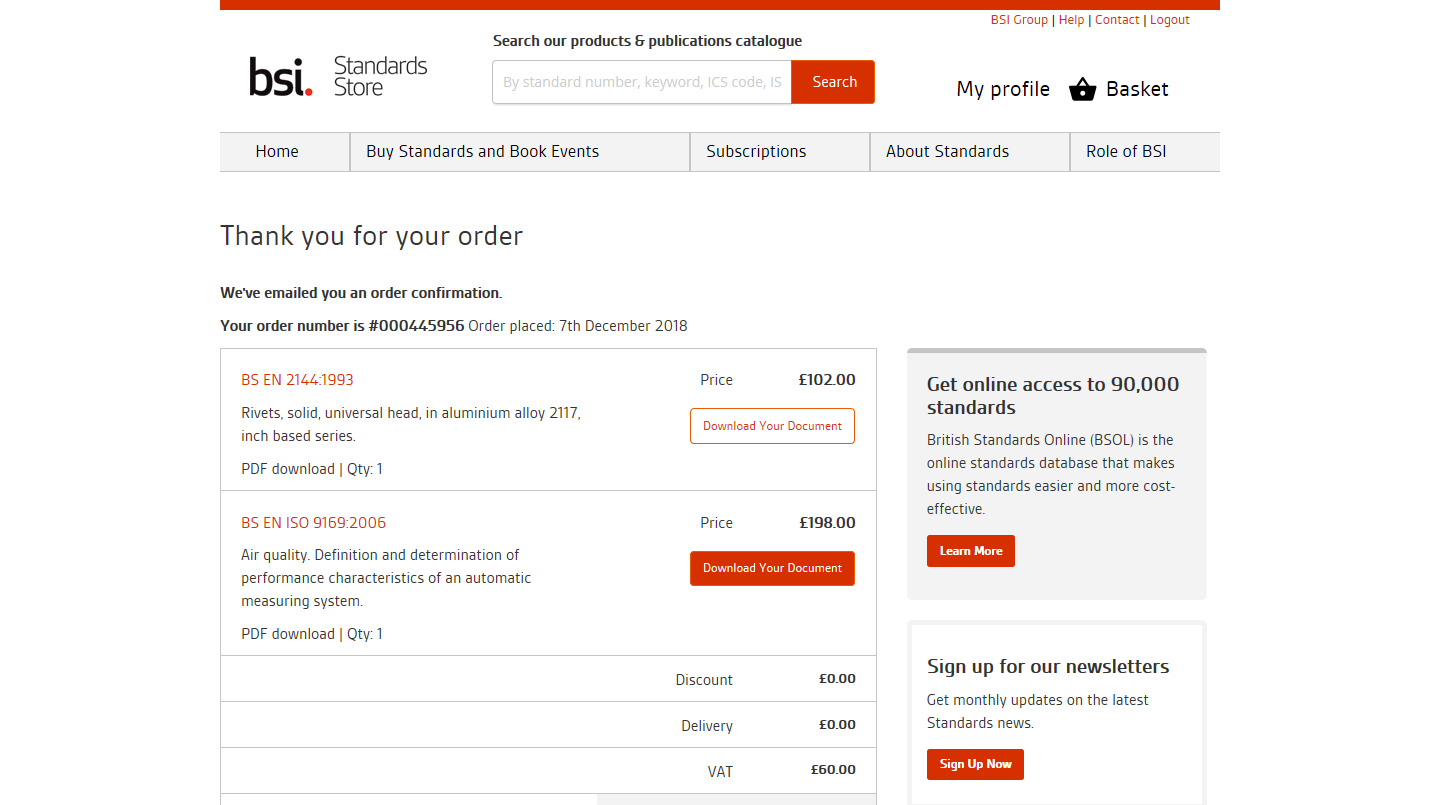 BSI Group | Help | Contact | Logout
Search our products & publications catalogue
bsi. Standards
Store
By standard number, keyword, ICS code, IS
Search
My profile
Basket
Home
Buy Standards and Book Events
Subscriptions
About Standards
Role of BSI
Thank you for your order
We've emailed you an order confirmation.
Your order number is #000445956 Order placed: 7th December 2018
BS EN 2144:1993
Price £102.00
Rivets, solid, universal head, in aluminium alloy 2117,
inch based series.
Download Your Document
PDF download | Qty: 1
BS EN ISO 9169:2006
Price £198.00
Air quality. Definition and determination of
performance characteristics of an automatic
measuring system.
Download Your Document
PDF download | Qty: 1
Discount £0.00
Delivery £0.00
VAT £60.00
Get online access to 90,000
standards
British Standards Online (BSOL) is the
online standards database that makes
using standards easier and more cost-
effective.
Learn More
Sign up for our newsletters
Get monthly updates on the latest
Standards news.
Sign Up Now